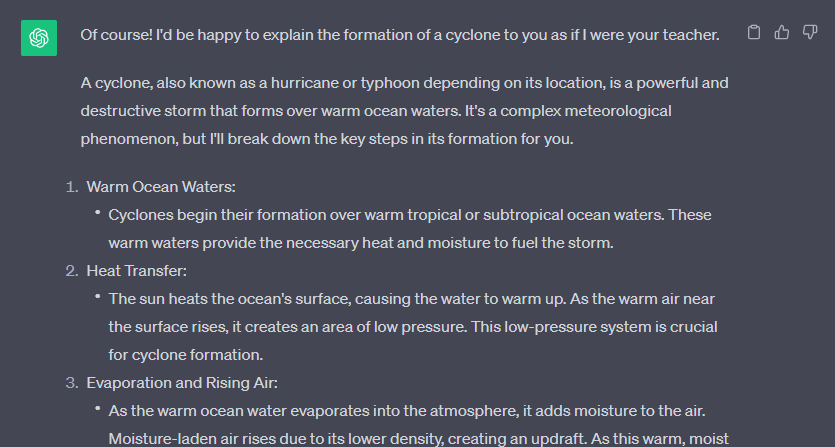 Of course! I'd be happy to explain the formation of a cyclone to you as if I were your teacher.
A cyclone, also known as a hurricane or typhoon depending on its location, is a powerful and
destructive storm that forms over warm ocean waters. It's a complex meteorological
phenomenon, but I'll break down the key steps in its formation for you.
1. Warm Ocean Waters:
• Cyclones begin their formation over warm tropical or subtropical ocean waters. These
warm waters provide the necessary heat and moisture to fuel the storm.
2. Heat Transfer:
• The sun heats the ocean's surface, causing the water to warm up. As the warm air near
the surface rises, it creates an area of low pressure. This low-pressure system is crucial
for cyclone formation.
3. Evaporation and Rising Air:
• As the warm ocean water evaporates into the atmosphere, it adds moisture to the air.
Moisture-laden air rises due to its lower density, creating an updraft. As this warm, moist